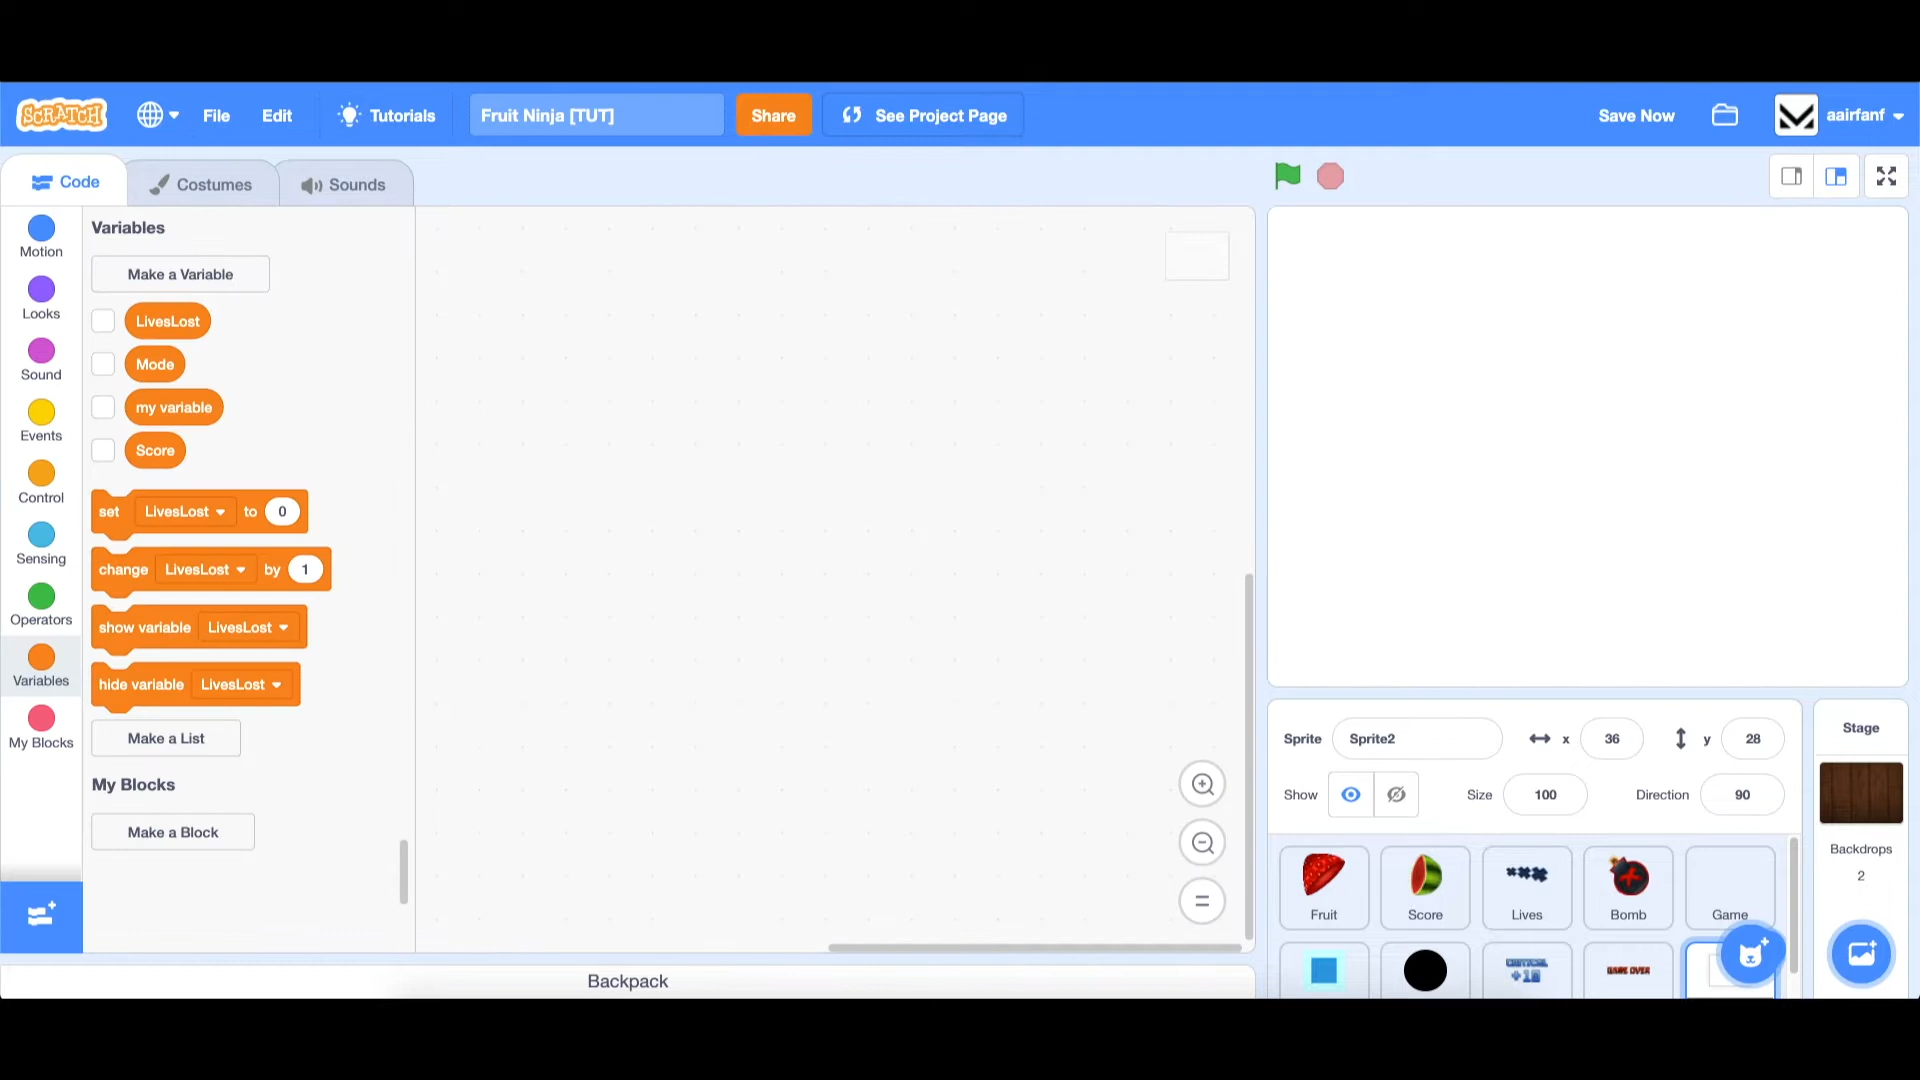 SCRATCH
File
Edit
Tutorials
Fruit Ninja [TUT]
Share
See Project Page
Save Now
aairfanf
Code
Costumes
Sounds
Motion
Looks
Sound
Events
Control
Sensing
Operators
Variables
My Blocks
Variables
Make a Variable
LivesLost
Mode
my variable
Score
set LivesLost to 0
change LivesLost by 1
show variable LivesLost
hide variable LivesLost
Make a List
My Blocks
Make a Block
Backpack
Sprite Sprite2 x 36 y 28
Show Size 100 Direction 90
Fruit
Score
Lives
Bomb
Game
CRITICAL
+10
GAME OVER
Stage
Backdrops
2